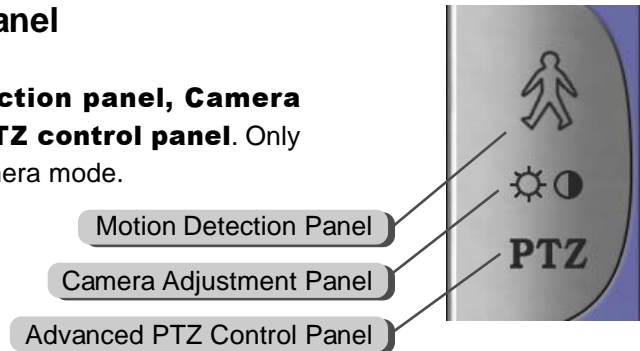 ction panel, Camera
TZ control panel. Only
era mode.
Motion Detection Panel
Camera Adjustment Panel
PTZ
Advanced PTZ Control Panel